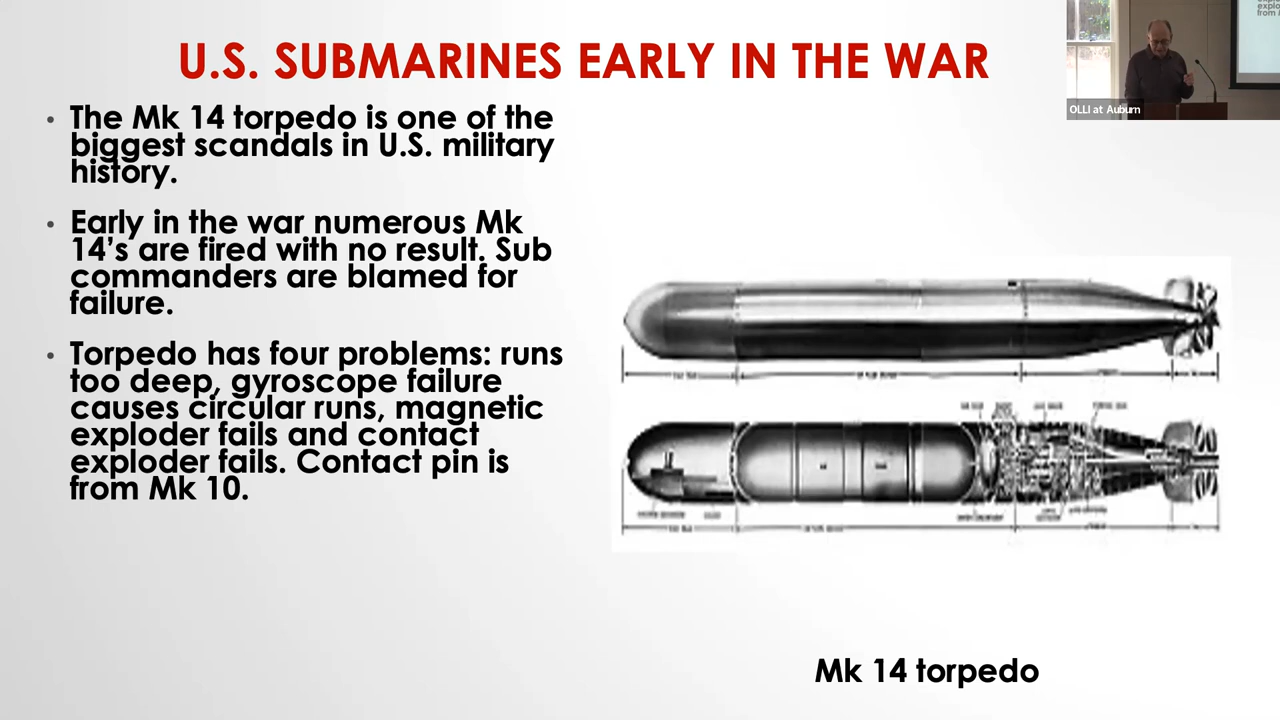 U.S. SUBMARINES EARLY IN THE WAR
• The Mk 14 torpedo is one of the
biggest scandals in U.S. military
history.
• Early in the war numerous Mk
14’s are fired with no result. Sub
commanders are blamed for
failure.
• Torpedo has four problems: runs
too deep, gyroscope failure
causes circular runs, magnetic
exploder fails and contact
exploder fails. Contact pin is
from Mk 10.
Mk 14 torpedo
OLLI at Auburn